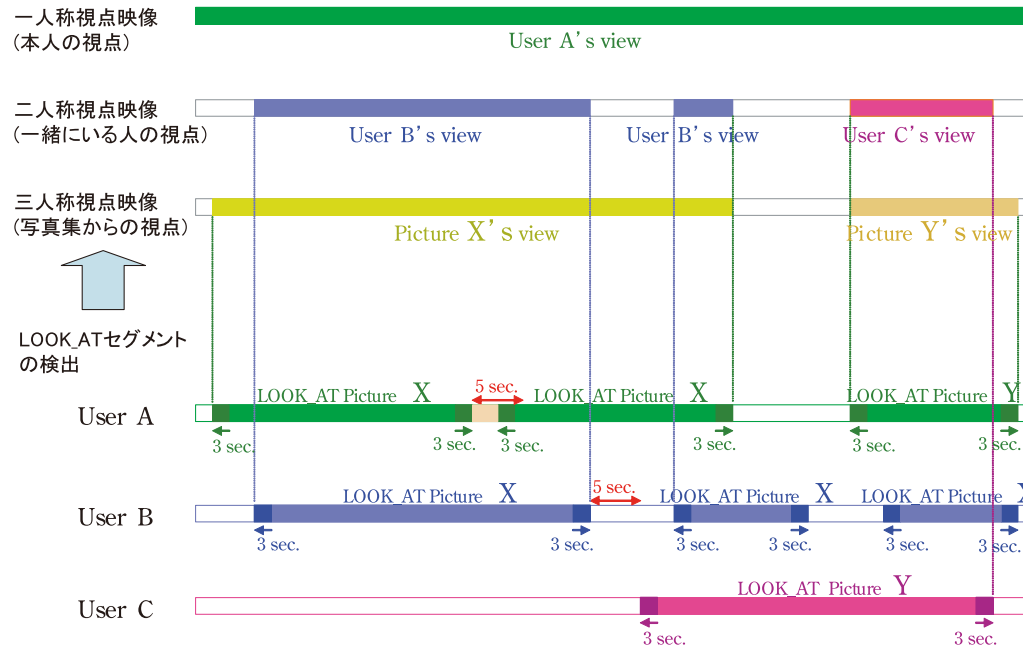 一人称視点映像
(本人の視点)
User A’s view
二人称視点映像
(一緒にいる人の視点)
User B’s view
User B’s view
User C’s view
三人称視点映像
(写真集からの視点)
Picture X’s view
Picture Y’s view
LOOK_ATセグメント
の検出
User A
LOOK_AT Picture X
5 sec.
LOOK_AT Picture X
LOOK_AT Picture Y
3 sec.
3 sec.
3 sec.
3 sec.
3 sec.
3 sec.
User B
LOOK_AT Picture X
5 sec.
LOOK_AT Picture X
LOOK_AT Picture
3 sec.
3 sec.
3 sec.
3 sec.
3 sec.
3 sec.
User C
LOOK_AT Picture Y
3 sec.
3 sec.